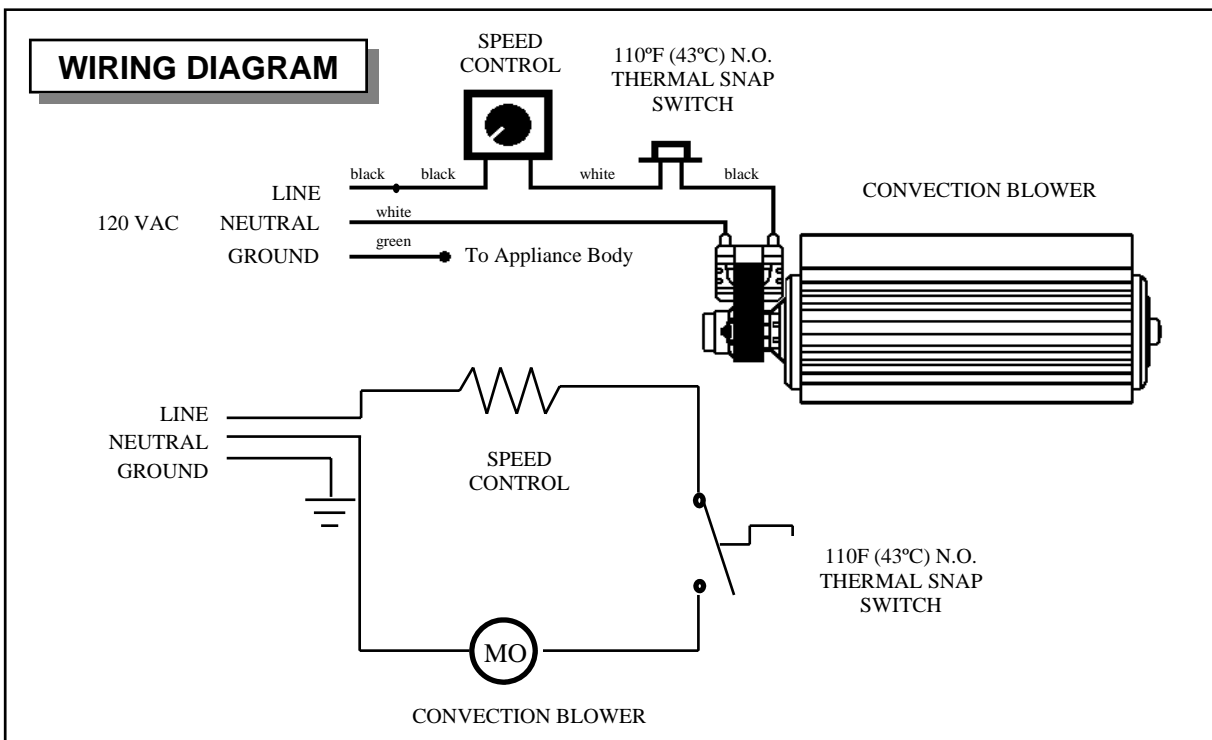 WIRING DIAGRAM
SPEED
CONTROL
110ºF (43ºC) N.O.
THERMAL SNAP
SWITCH
black
black
white
black
LINE
CONVECTION BLOWER
white
120 VAC
NEUTRAL
green
GROUND
To Appliance Body
LINE
NEUTRAL
GROUND
SPEED
CONTROL
110F (43ºC) N.O.
THERMAL SNAP
SWITCH
MO
CONVECTION BLOWER